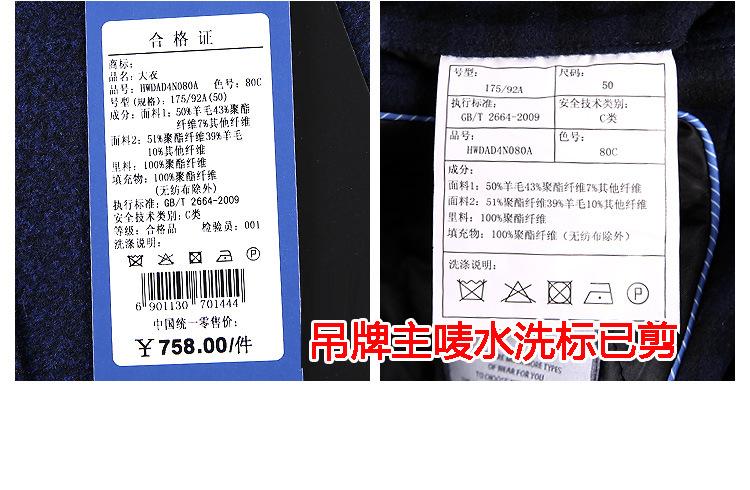 合格证
商标:
品名: 大衣
品号: HWDAD4N080A 色号: 80C
号型(规格): 175/92A(50)
成分: 面料1: 50%羊毛43%聚酯
纤维7%其他纤维
面料2: 51%聚酯纤维39%羊毛
10%其他纤维
里料: 100%聚酯纤维
填充物: 100%聚酯纤维
(无纺布除外)
执行标准: GB/T 2664-2009
安全技术类别: C类
等级: 合格品 检验员: 001
洗涤说明:
6 901130 701444
中国统一零售价:
¥ 758.00/件
号型: 尺码:
175/92A 50
执行标准: 安全技术类别:
GB/T 2664-2009 C类
品号: 色号:
HWDAD4N080A 80C
成分:
面料1: 50%羊毛43%聚酯纤维7%其他纤维
面料2: 51%聚酯纤维39%羊毛10%其他纤维
里料: 100%聚酯纤维
填充物: 100%聚酯纤维 (无纺布除外)
洗涤说明:
P
P
吊牌主唛水洗标已剪
MORE TYPES
OF WEAR FOR YOU